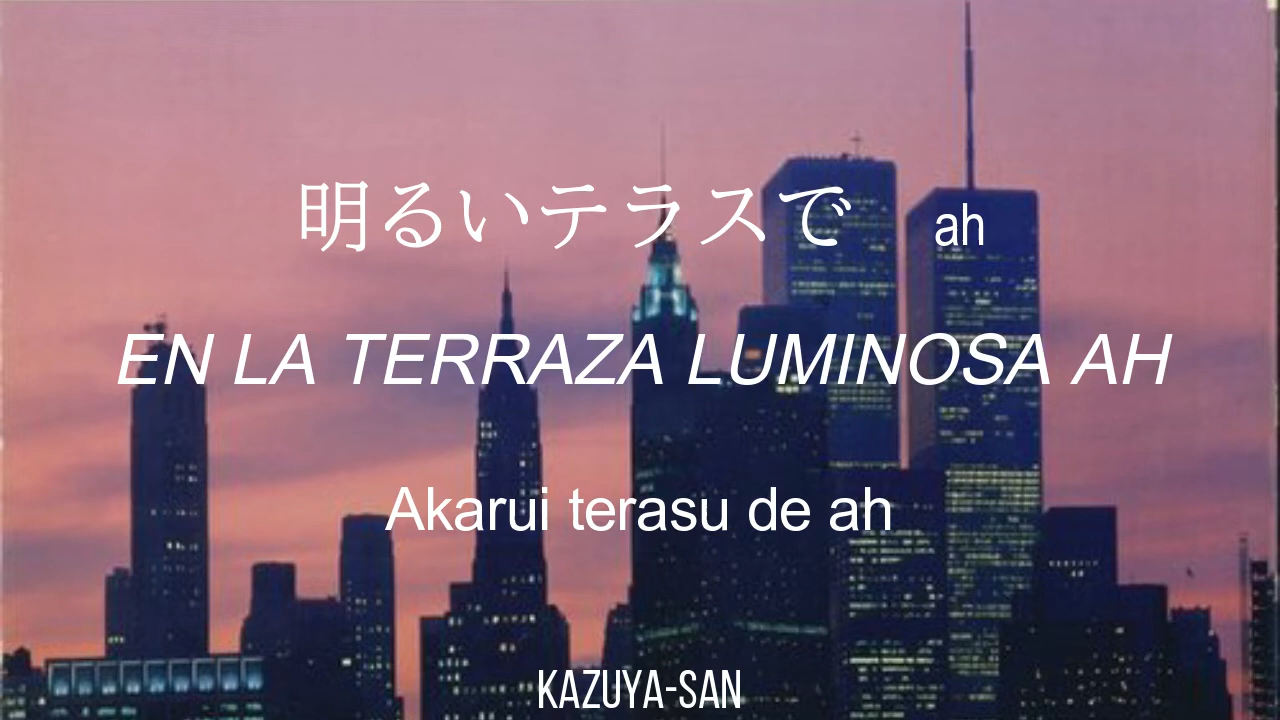 明るいテラスで ah
EN LA TERRAZA LUMINOSA AH
Akarui terasu de ah
KAZUYA-SAN